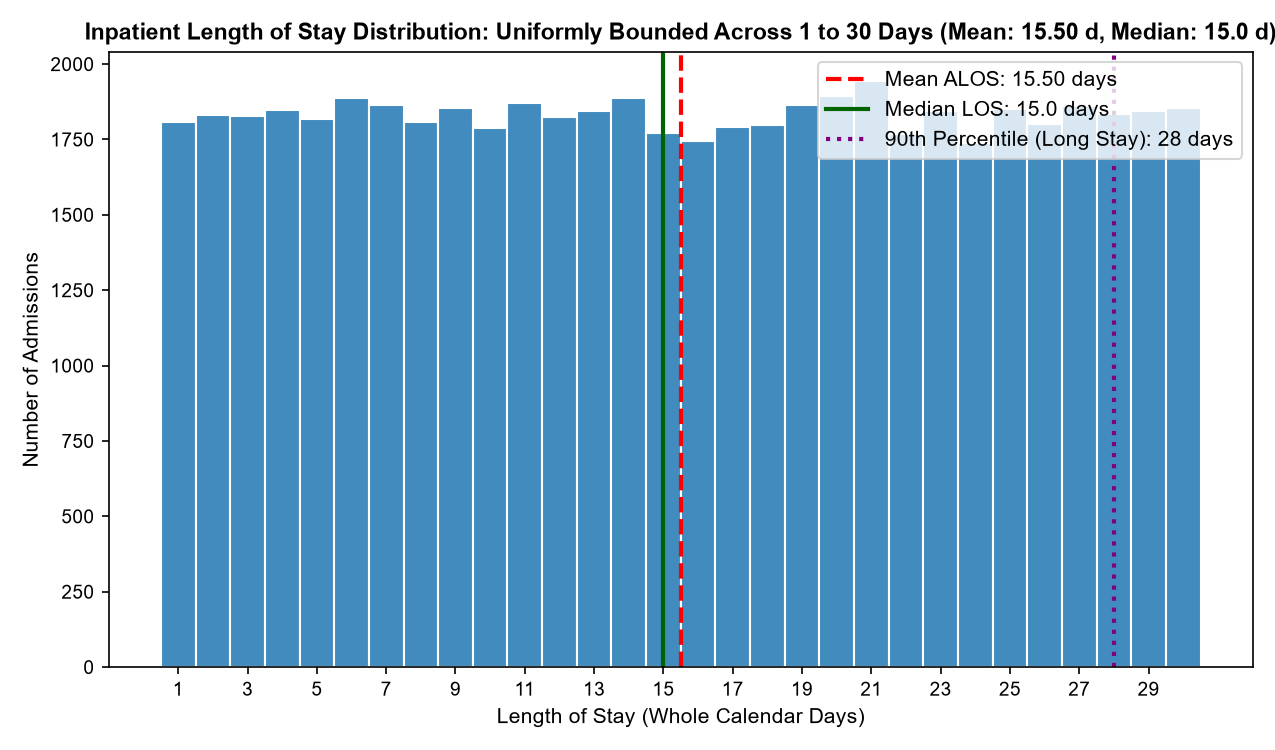 Inpatient Length of Stay Distribution: Uniformly Bounded Across 1 to 30 Days (Mean: 15.50 d, Median: 15.0 d)
Mean ALOS: 15.50 days
Median LOS: 15.0 days
90th Percentile (Long Stay): 28 days
Number of Admissions
2000
1750
1500
1250
1000
750
500
250
0
1 3 5 7 9 11 13 15 17 19 21 23 25 27 29
Length of Stay (Whole Calendar Days)